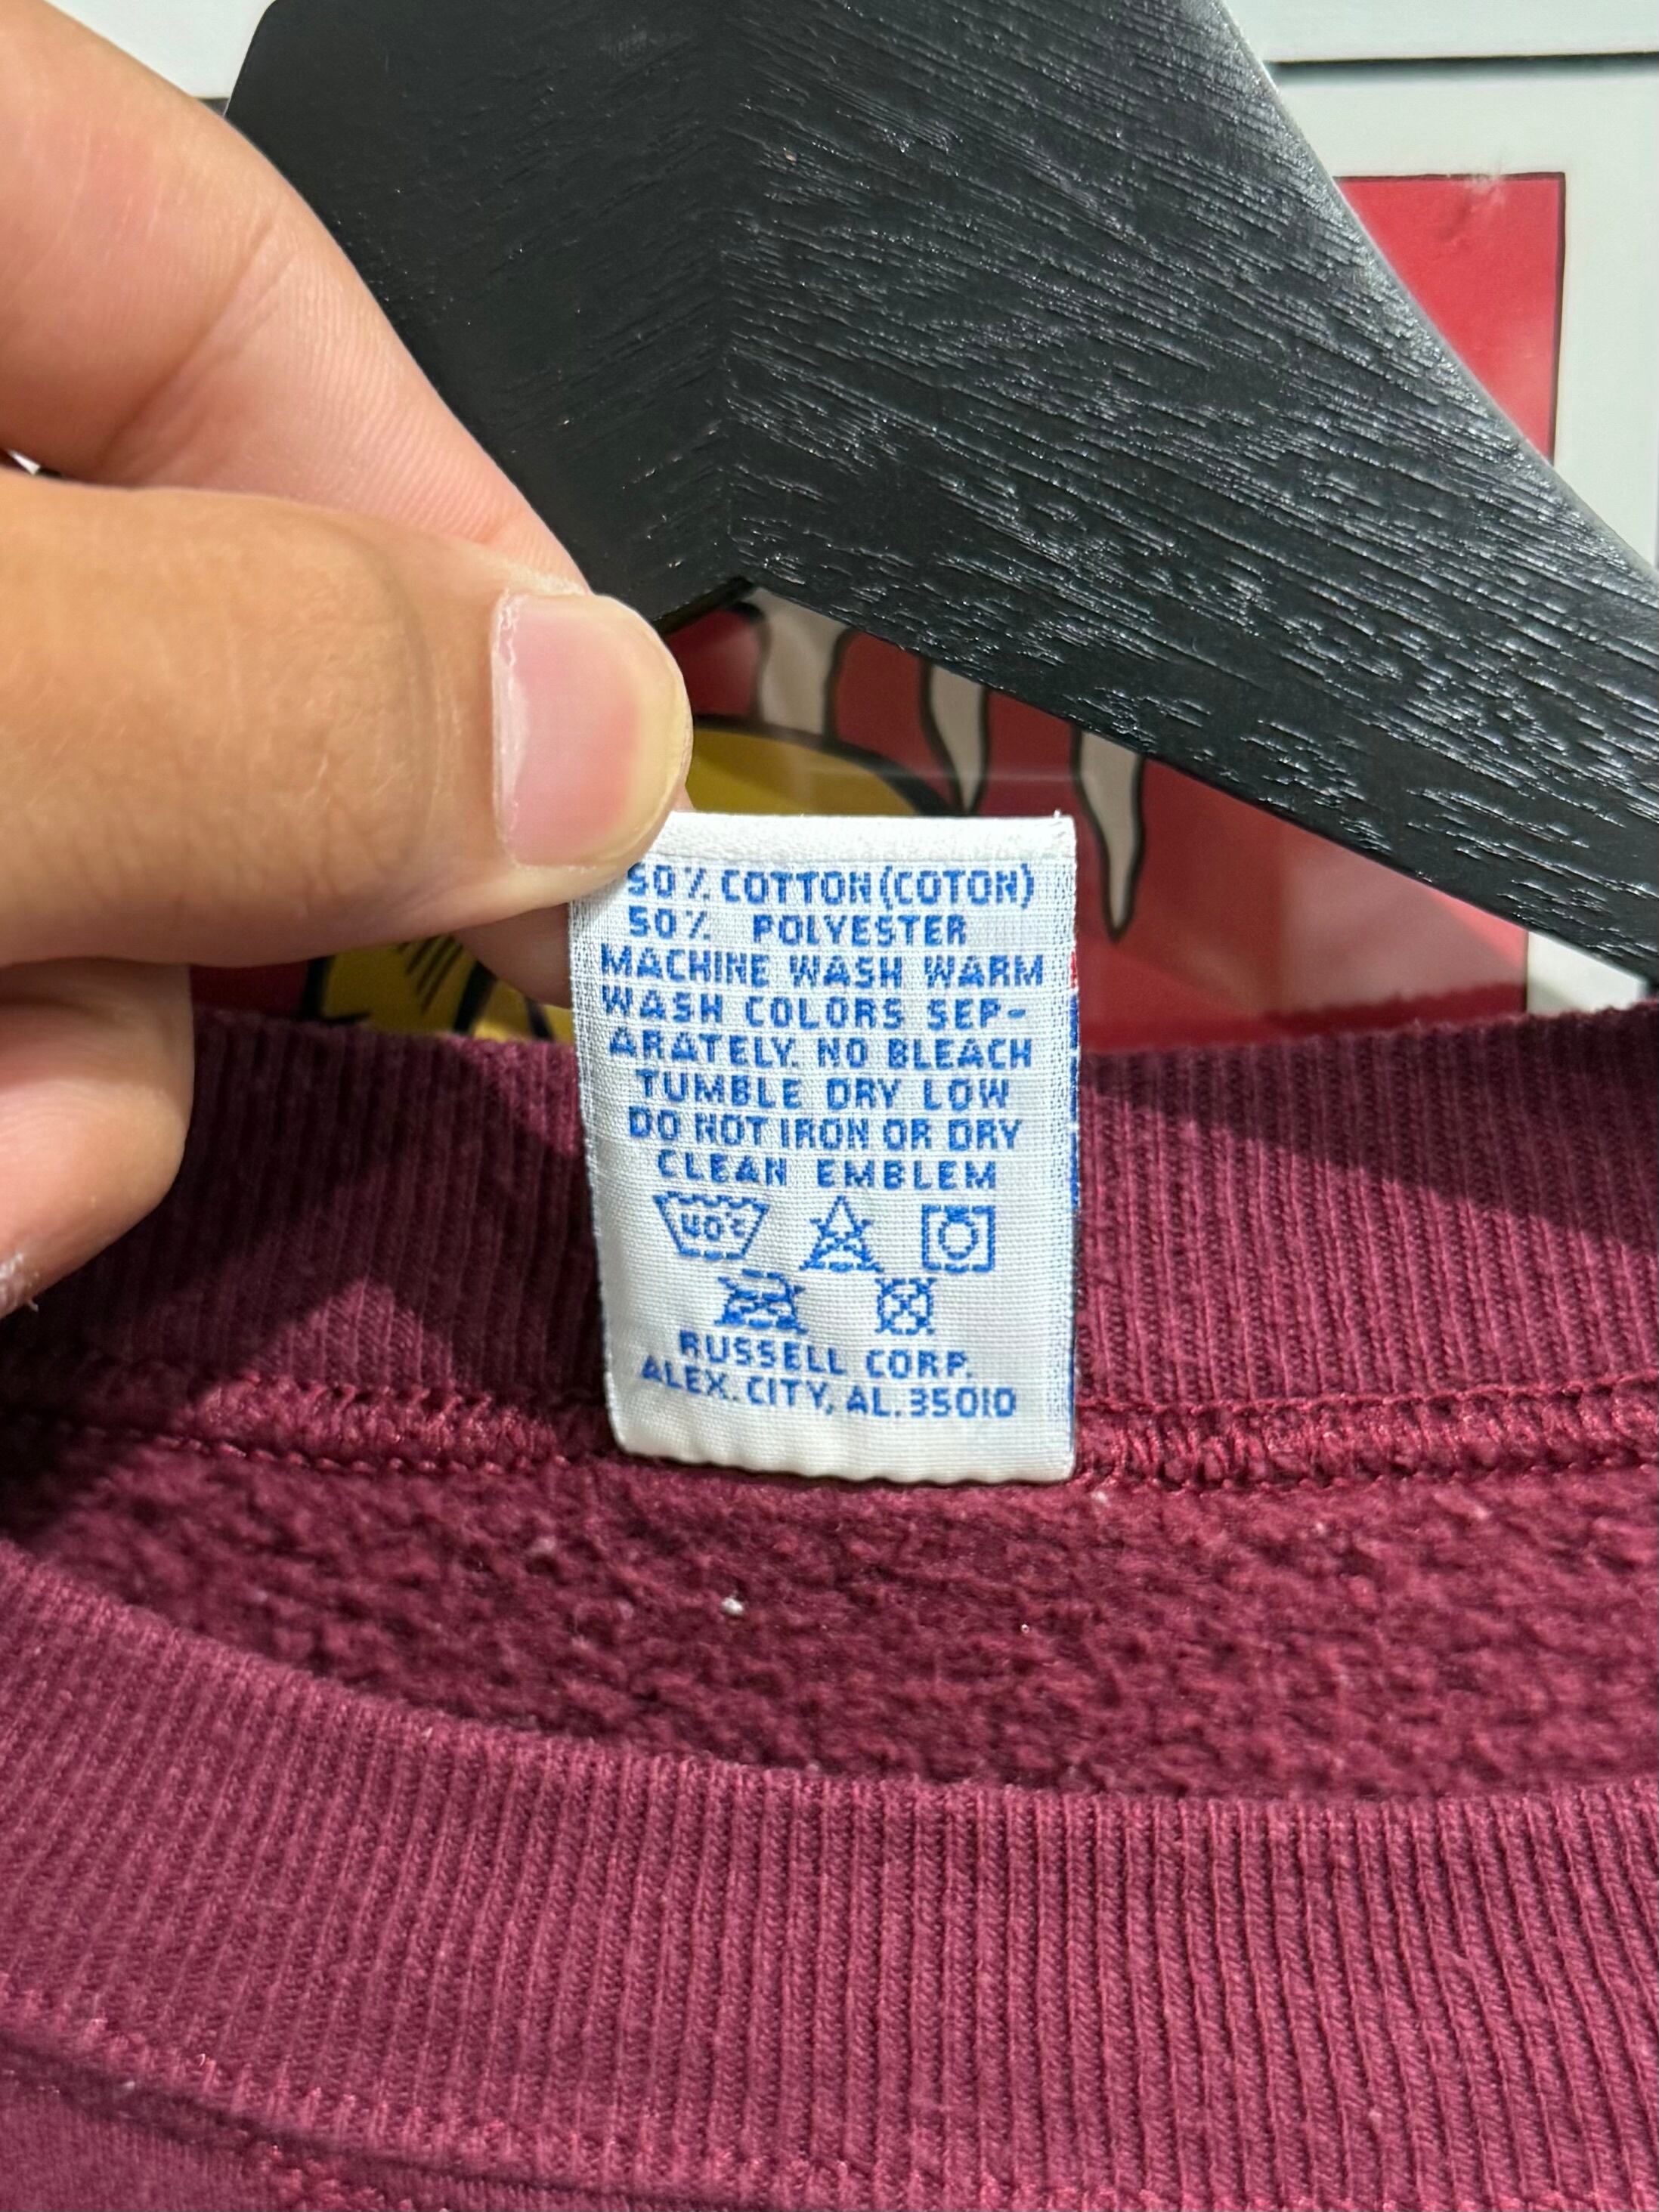 50% COTTON (COTON)
50% POLYESTER
MACHINE WASH WARM
WASH COLORS SEP-
ARATELY. NO BLEACH
TUMBLE DRY LOW
DO NOT IRON OR DRY
CLEAN EMBLEM
40°C
RUSSELL CORP.
ALEX. CITY, AL. 35010